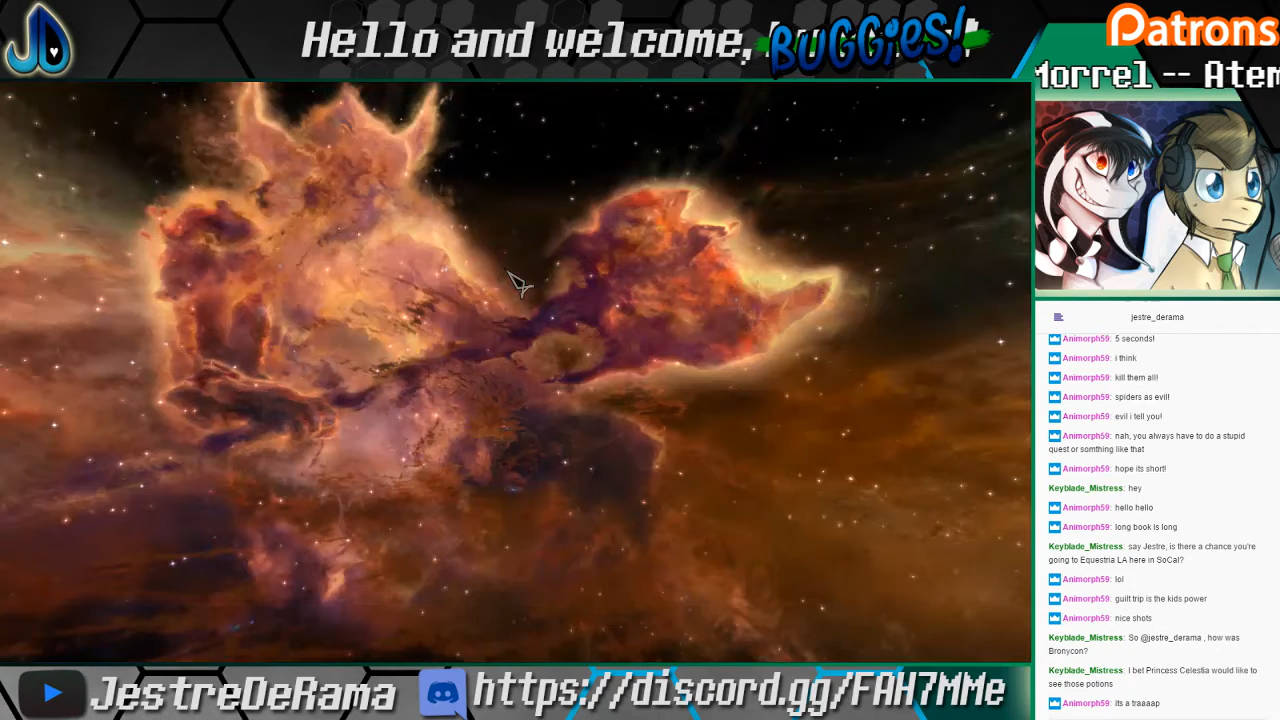 Hello and welcome, BUGGiES!
Patrons
Morrel -- Atem
JD
jestre_derama
Animorph59: 5 seconds!
Animorph59: i think
Animorph59: kill them all!
Animorph59: spiders as evil!
Animorph59: evil i tell you!
Animorph59: nah, you always have to do a stupid
quest or somthing like that
Animorph59: hope its short!
Keyblade_Mistress: hey
Animorph59: hello hello
Animorph59: long book is long
Keyblade_Mistress: say Jestre, is there a chance you're
going to Equestria LA here in SoCal?
Animorph59: lol
Animorph59: guilt trip is the kids power
Animorph59: nice shots
Keyblade_Mistress: So @jestre_derama , how was
Bronycon?
Keyblade_Mistress: I bet Princess Celestia would like to
see those potions
Animorph59: its a traaaap
JestreDeRama
https://discord.gg/FAH7MMe